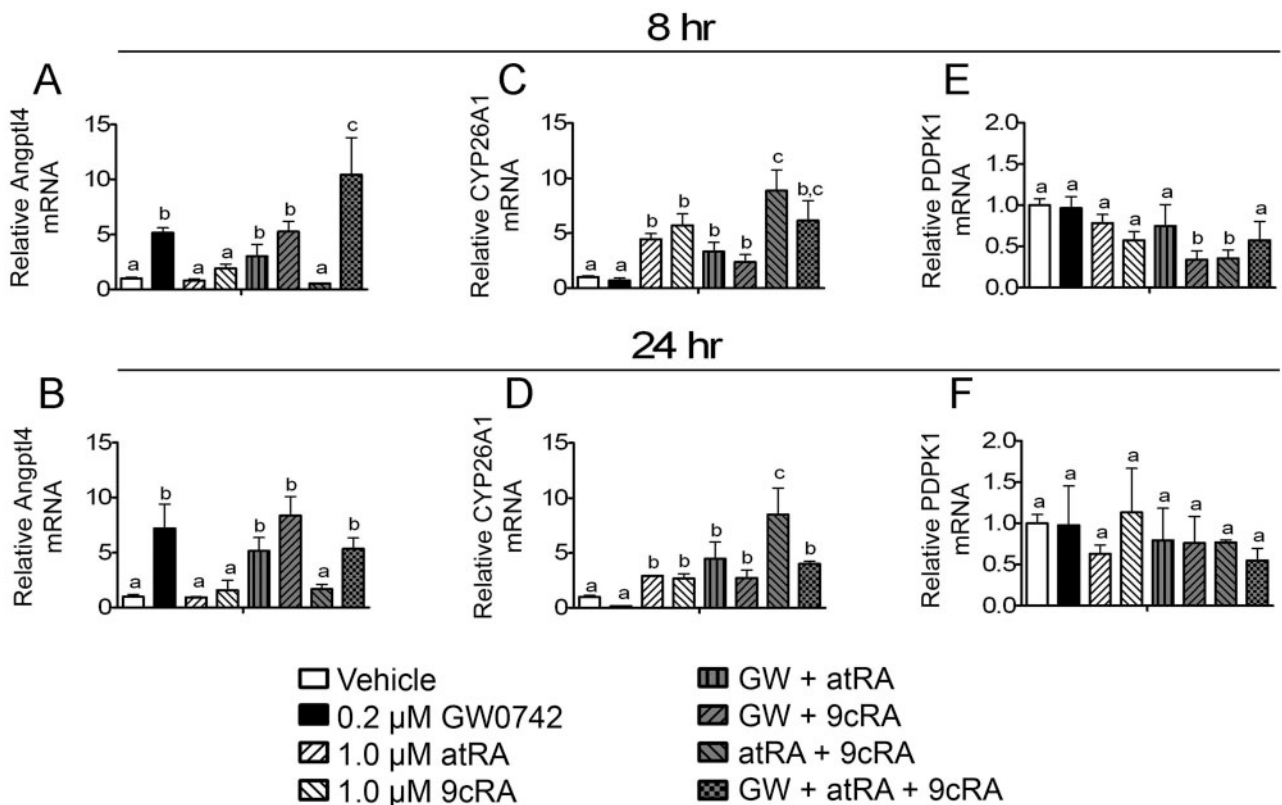 8 hr
A
Relative Angptl4
mRNA
15
10
5
0
a
b
a
a
b
b
a
c
C
Relative CYP26A1
mRNA
15
10
5
0
a
a
b
b
b
b
c
b,c
E
Relative PDPK1
mRNA
2.0
1.5
1.0
0.5
0.0
a
a
a
a
a
b
b
a
24 hr
B
Relative Angptl4
mRNA
15
10
5
0
a
b
a
a
b
b
a
b
D
Relative CYP26A1
mRNA
15
10
5
0
a
a
b
b
b
b
c
b
F
Relative PDPK1
mRNA
2.0
1.5
1.0
0.5
0.0
a
a
a
a
a
a
a
a
Vehicle
0.2 µM GW0742
1.0 µM atRA
1.0 µM 9cRA
GW + atRA
GW + 9cRA
atRA + 9cRA
GW + atRA + 9cRA